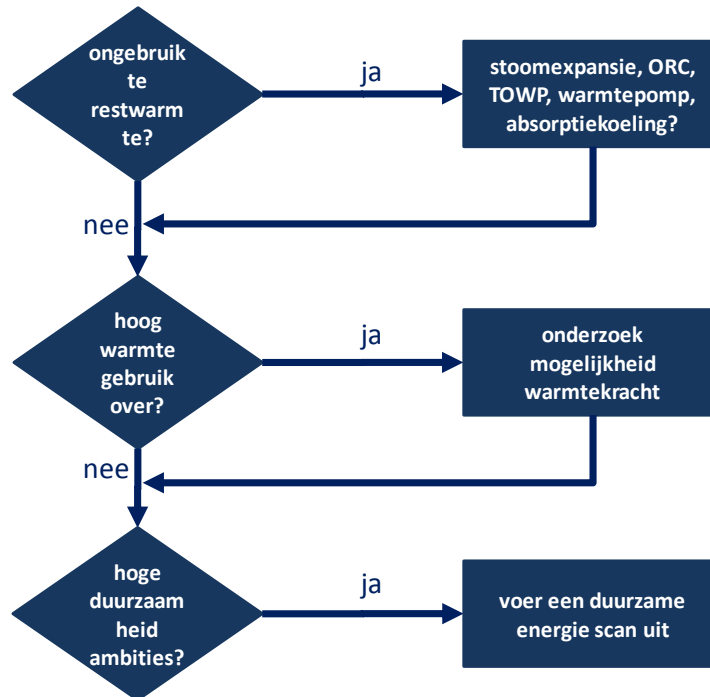 ongebruik
te
restwarm
te?
ja
stoomexpansie, ORC,
TOWP, warmtepomp,
absorptiekoeling?
nee
hoog
warmte
gebruik
over?
ja
onderzoek
mogelijkheid
warmtekracht
nee
hoge
duurzaam
heid
ambities?
ja
voer een duurzame
energie scan uit